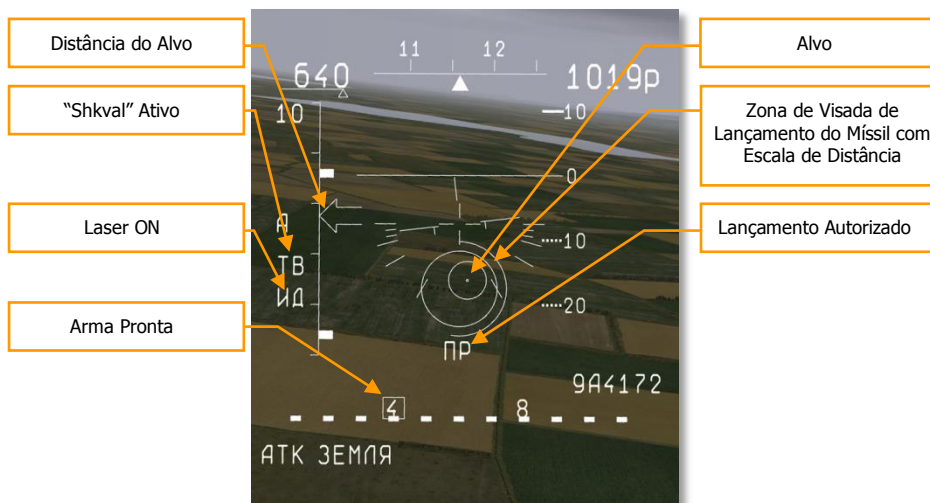 Distância do Alvo
“Shkval” Ativo
Laser ON
Arma Pronta
11 12
640
1019р
10
10
0
А
10
ТВ
ИД
20
ПР
9А4172
4 8
АТК ЗЕМЛЯ
Alvo
Zona de Visada de
Lançamento do Míssil com
Escala de Distância
Lançamento Autorizado